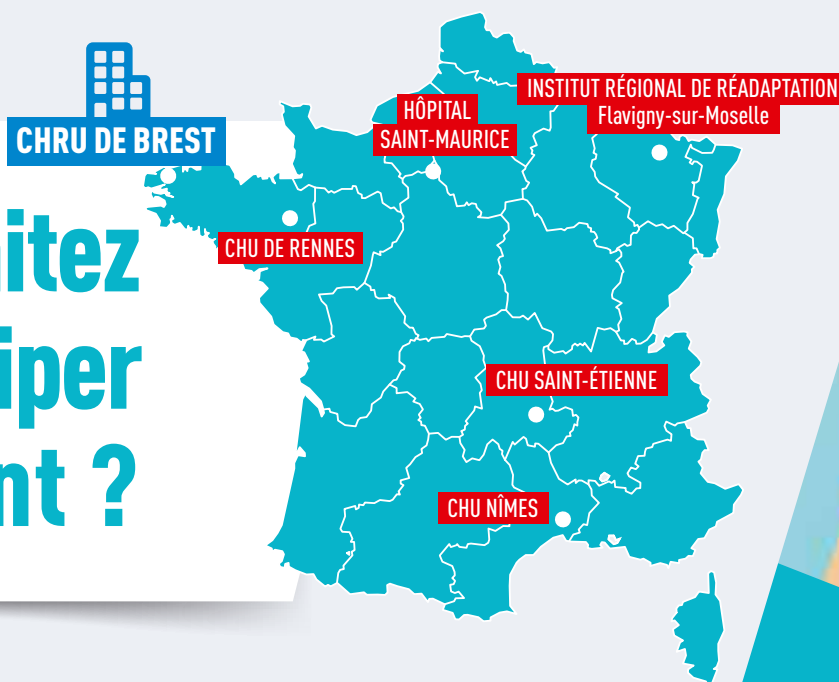 CHRU DE BREST
HÔPITAL
SAINT-MAURICE
INSTITUT RÉGIONAL DE RÉADAPTATION
Flavigny-sur-Moselle
CHU DE RENNES
itez
iper
nt ?
CHU SAINT-ÉTIENNE
CHU NÎMES